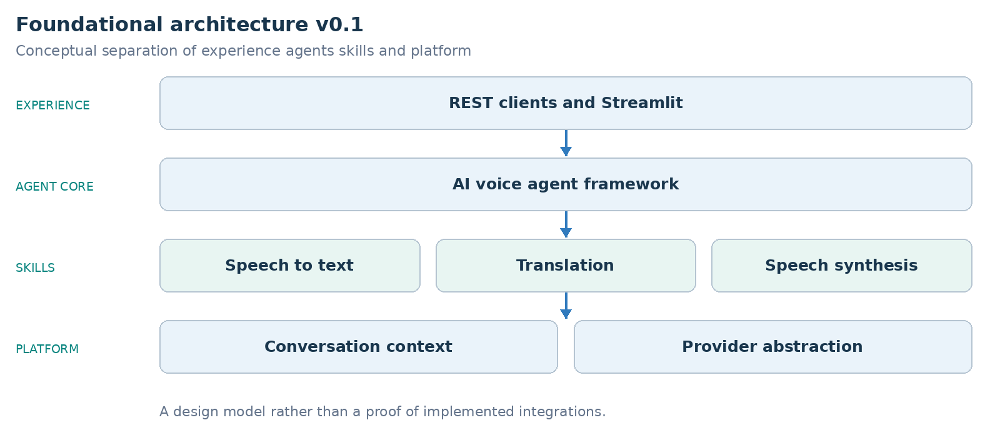 Foundational architecture v0.1
Conceptual separation of experience agents skills and platform
EXPERIENCE
REST clients and Streamlit
AGENT CORE
AI voice agent framework
SKILLS
Speech to text
Translation
Speech synthesis
PLATFORM
Conversation context
Provider abstraction
A design model rather than a proof of implemented integrations.